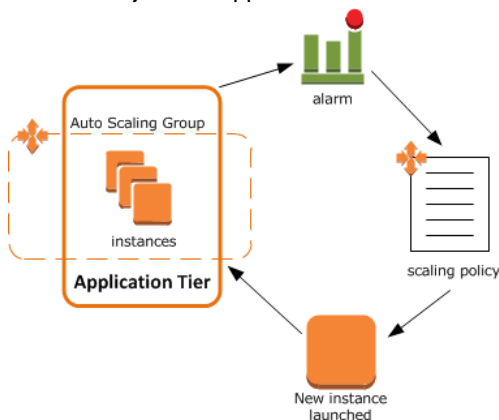 alarm
Auto Scaling Group
instances
Application Tier
scaling policy
New instance
launched